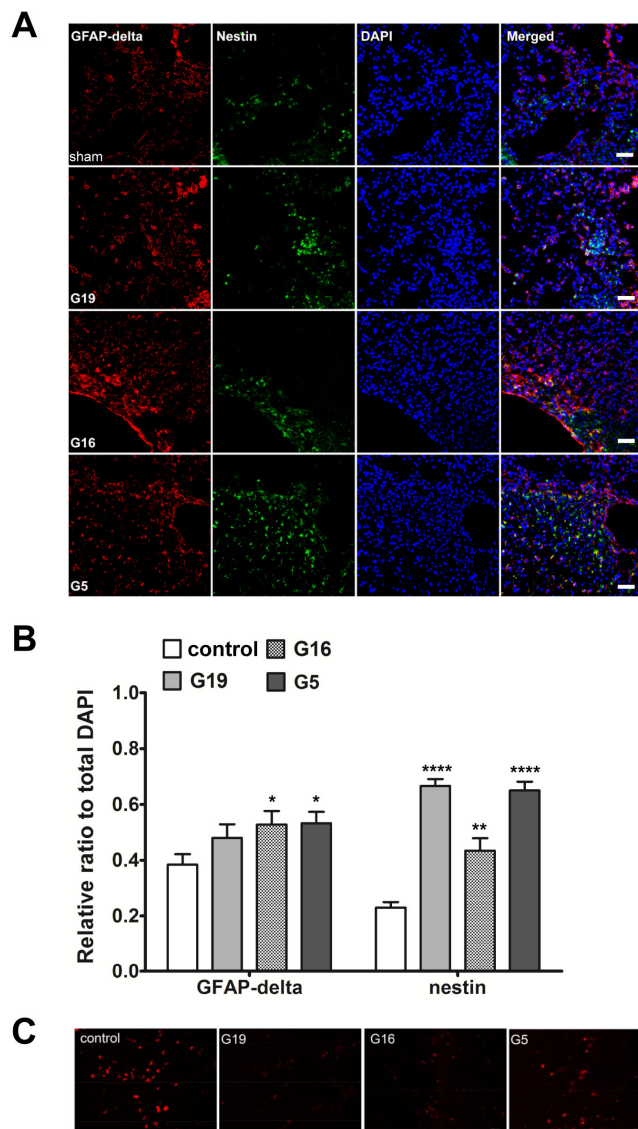 A
GFAP-delta Nestin DAPI Merged
sham
G19
G16
G5
B
control G16
G19 G5
Relative ratio to total DAPI
1.0
0.8
0.6
0.4
0.2
0.0
* * **** ** ****
GFAP-delta nestin
C
control G19 G16 G5